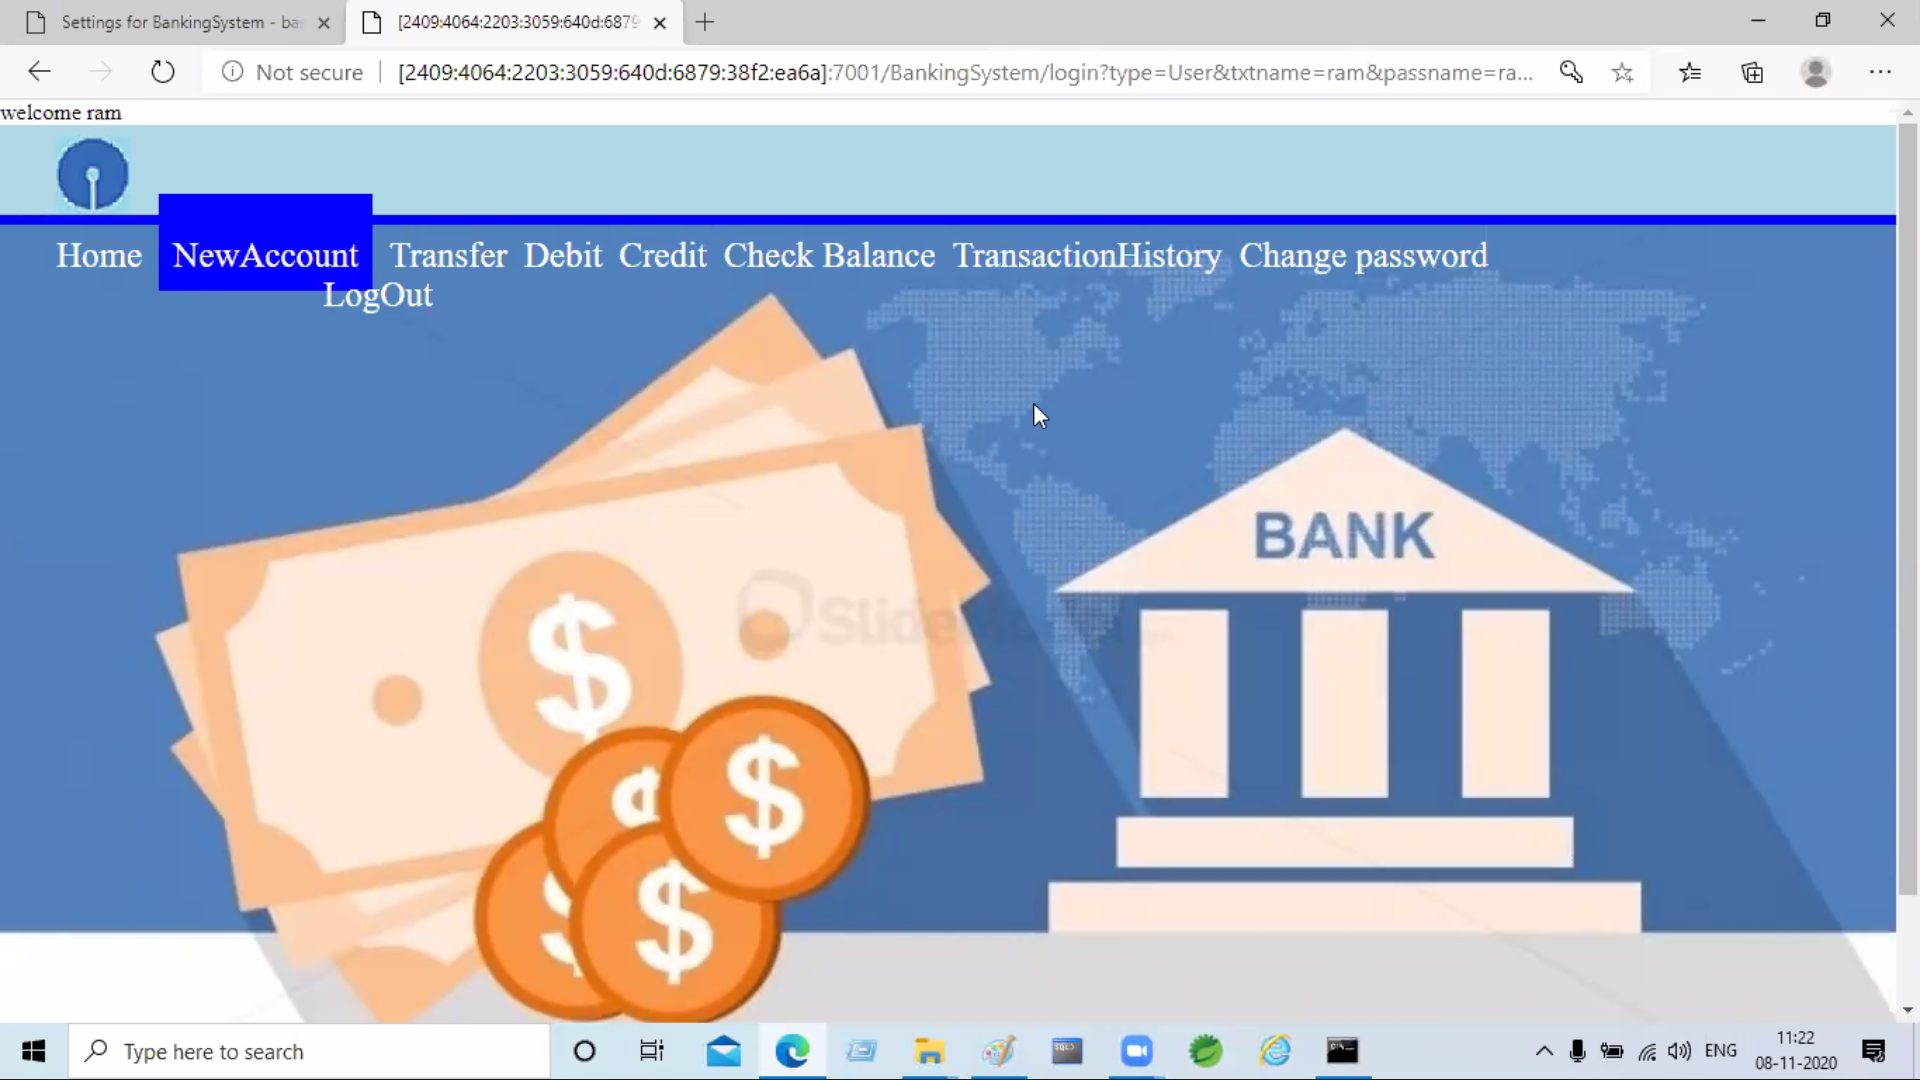 Settings for BankingSystem - ba
[2409:4064:2203:3059:640d:6879
Not secure
[2409:4064:2203:3059:640d:6879:38f2:ea6a]:7001/BankingSystem/login?type=User&txtname=ram&passname=ra...
welcome ram
Home NewAccount Transfer Debit Credit Check Balance TransactionHistory Change password
LogOut
BANK
$
$
$
$
$
Type here to search
ENG
11:22
08-11-2020